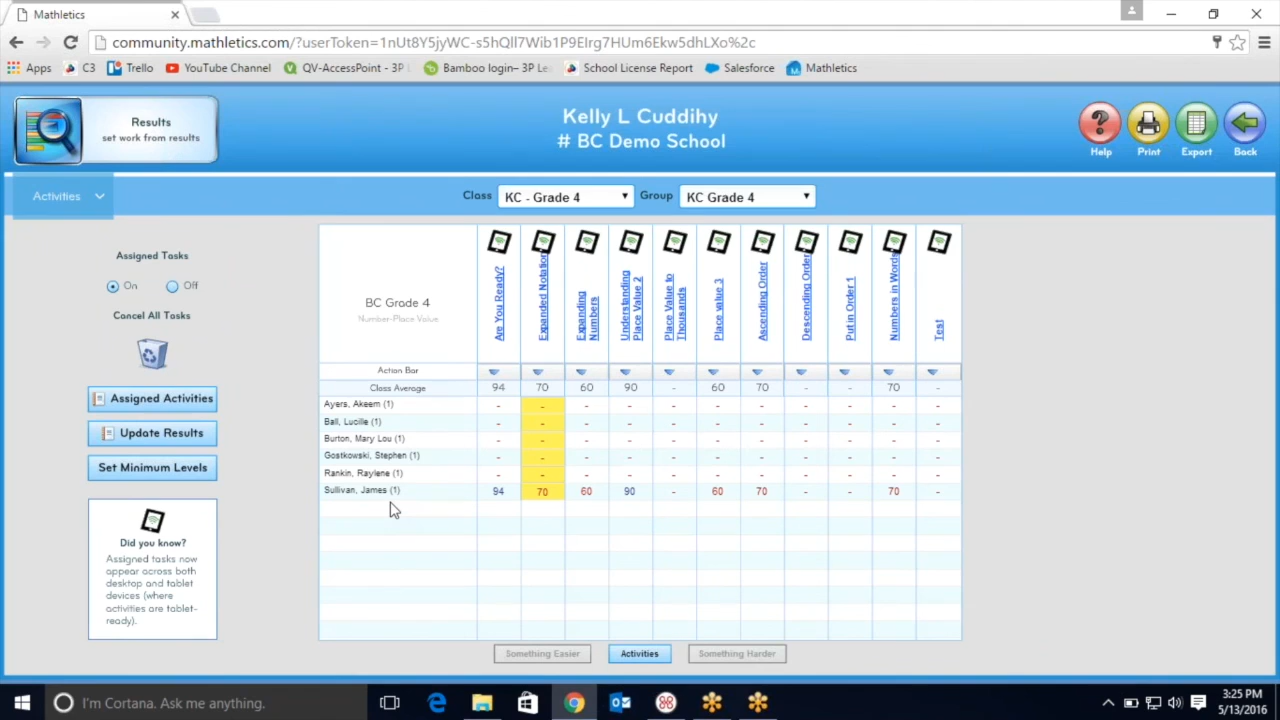 Mathletics
community.mathletics.com/?userToken=1nUt8Y5jyWC-s5hQll7Wib1P9EIrg7HUm6Ekw5dhLXo%2c
Apps C3 Trello YouTube Channel QV-AccessPoint - 3P Bamboo login– 3P Le School License Report Salesforce Mathletics
Results
set work from results
Kelly L Cuddihy
# BC Demo School
Help Print Export Back
Activities
Class KC - Grade 4 Group KC Grade 4
Assigned Tasks
On Off
Cancel All Tasks
Assigned Activities
Update Results
Set Minimum Levels
Did you know?
Assigned tasks now
appear across both
desktop and tablet
devices (where
activities are tablet-
ready).
BC Grade 4
Number-Place Value
Are You Ready?
Expanded Notation
Expanding
Numbers
Understanding
Place Value 2
Place Value to
Thousands
Place value 3
Ascending Order
Descending Order
Put in Order 1
Numbers in Words
Test
Action Bar
Class Average 94 70 60 90 - 60 70 - - 70 -
Ayers, Akeem (1) - - - - - - - - - - -
Ball, Lucille (1) - - - - - - - - - - -
Burton, Mary Lou (1) - - - - - - - - - - -
Gostkowski, Stephen (1) - - - - - - - - - - -
Rankin, Raylene (1) - - - - - - - - - - -
Sullivan, James (1) 94 70 60 90 - 60 70 - - 70 -
Something Easier Activities Something Harder
I'm Cortana. Ask me anything.
3:25 PM
5/13/2016